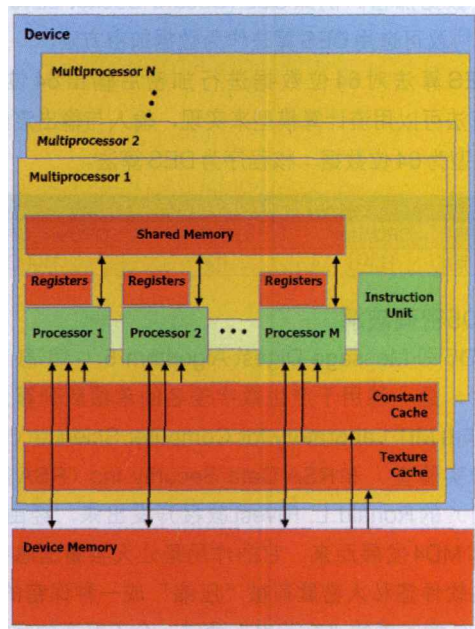 Device
Multiprocessor N
Multiprocessor 2
Multiprocessor 1
Shared Memory
Registers Registers Registers
Processor 1 Processor 2 ••• Processor M
Instruction
Unit
Constant
Cache
Texture
Cache
Device Memory